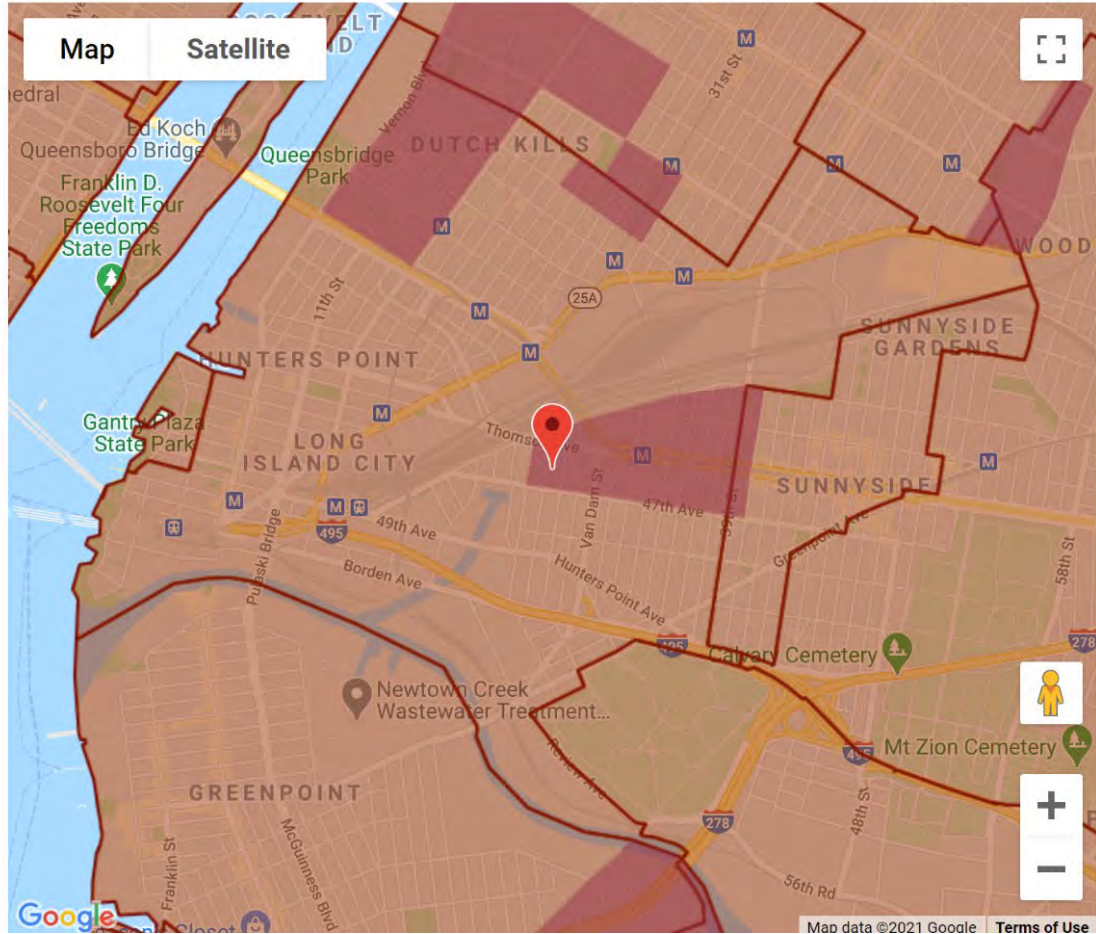 ROOSEVELT
Map
Satellite
31st St
Vernon Blvd
Ed Koch
Queensboro Bridge
Queensbridge
Park
DUTCH KILLS
Franklin D.
Roosevelt Four
Freedoms
State Park
M
M
M
M
M
M
M
M
M
M
M
M
M
M
WOOD
25A
11th St
SUNNYSIDE
GARDENS
HUNTERS POINT
Gantry Plaza
State Park
LONG
ISLAND CITY
Van Dam St
39th St
SUNNYSIDE
47th Ave
49th Ave
495
Borden Ave
Pulaski Bridge
Hunters Point Ave
Greenpoint Ave
58th St
495
278
Calvary Cemetery
Newtown Creek
Wastewater Treatment...
Review Ave
Mt Zion Cemetery
495
GREENPOINT
278
48th St
56th Rd
McGuinness Blvd
Franklin St
+
−
Google
Closet
Map data ©2021 Google
Terms of Use